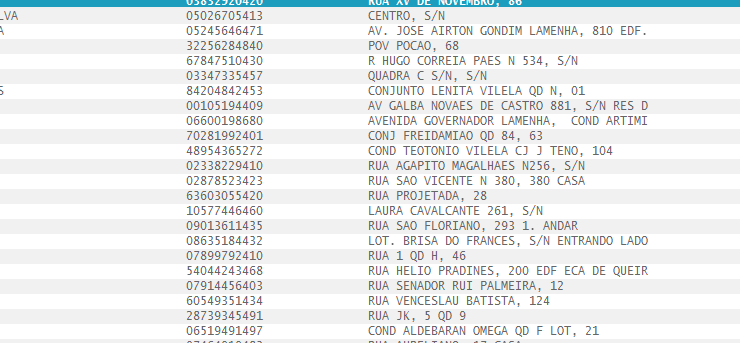 03832920420 RUA XV DE NOVEMBRO, 86
LVA 05026705413 CENTRO, S/N
A 05245646471 AV. JOSE AIRTON GONDIM LAMENHA, 810 EDF.
32256284840 POV POCAO, 68
67847510430 R HUGO CORREIA PAES N 534, S/N
03347335457 QUADRA C S/N, S/N
S 84204842453 CONJUNTO LENITA VILELA QD N, 01
00105194409 AV GALBA NOVAES DE CASTRO 881, S/N RES D
06600198680 AVENIDA GOVERNADOR LAMENHA, COND ARTIMI
70281992401 CONJ FREIDAMIAO QD 84, 63
48954365272 COND TEOTONIO VILELA CJ J TENO, 104
02338229410 RUA AGAPITO MAGALHAES N256, S/N
02878523423 RUA SAO VICENTE N 380, 380 CASA
63603055420 RUA PROJETADA, 28
10577446460 LAURA CAVALCANTE 261, S/N
09013611435 RUA SAO FLORIANO, 293 1. ANDAR
08635184432 LOT. BRISA DO FRANCES, S/N ENTRANDO LADO
07899792410 RUA 1 QD H, 46
54044243468 RUA HELIO PRADINES, 200 EDF ECA DE QUEIR
07914456403 RUA SENADOR RUI PALMEIRA, 12
60549351434 RUA VENCESLAU BATISTA, 124
28739345491 RUA JK, 5 QD 9
06519491497 COND ALDEBARAN OMEGA QD F LOT, 21